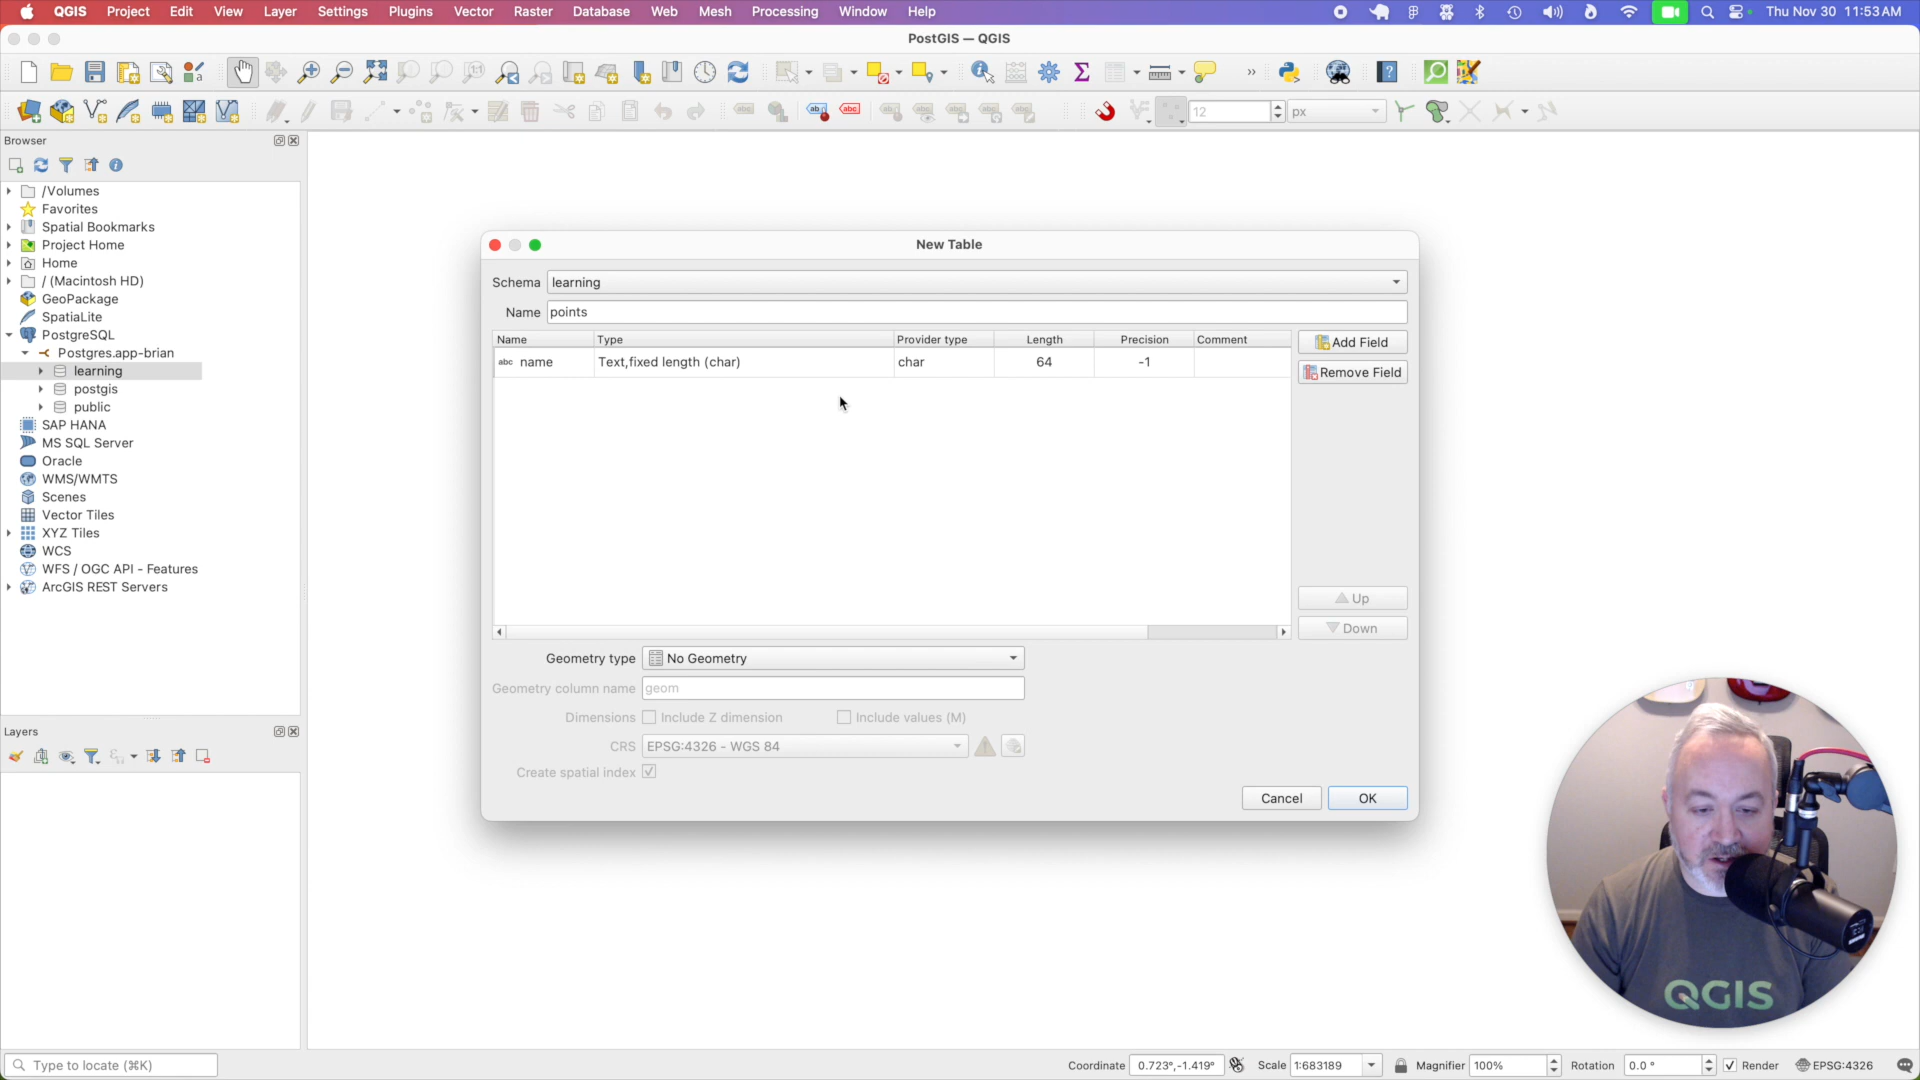 QGIS Project Edit View Layer Settings Plugins Vector Raster Database Web Mesh Processing Window Help Thu Nov 30 11:53 AM
PostGIS — QGIS
12 px
Browser
/Volumes
Favorites
Spatial Bookmarks
Project Home
Home
/ (Macintosh HD)
GeoPackage
SpatiaLite
PostgreSQL
Postgres.app-brian
learning
postgis
public
SAP HANA
MS SQL Server
Oracle
WMS/WMTS
Scenes
Vector Tiles
XYZ Tiles
WCS
WFS / OGC API - Features
ArcGIS REST Servers
Layers
New Table
Schema learning
Name points
Name Type Provider type Length Precision Comment
abc name Text,fixed length (char) char 64 -1
Add Field
Remove Field
Up
Down
Geometry type No Geometry
Geometry column name geom
Dimensions Include Z dimension Include values (M)
CRS EPSG:4326 - WGS 84
Create spatial index
Cancel OK
QGIS
Type to locate (⌘K) Coordinate 0.723°,-1.419° Scale 1:683189 Magnifier 100% Rotation 0.0 ° Render EPSG:4326